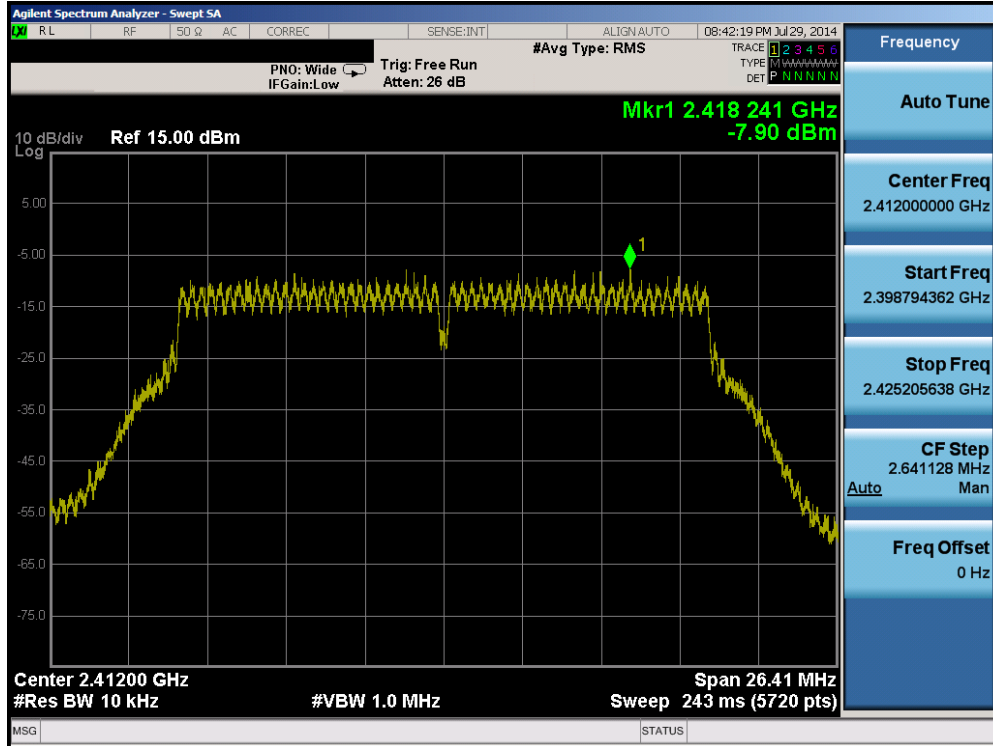 Agilent Spectrum Analyzer - Swept SA
LXI RL RF 50 Ω AC CORREC SENSE:INT ALIGN AUTO 08:42:19 PM Jul 29, 2014
#Avg Type: RMS
TRACE 1 2 3 4 5 6
TYPE M
DET P N N N N N
PNO: Wide
IFGain:Low
Trig: Free Run
Atten: 26 dB
Mkr1 2.418 241 GHz
-7.90 dBm
10 dB/div Ref 15.00 dBm
Log
5.00
-5.00
-15.0
-25.0
-35.0
-45.0
-55.0
-65.0
-75.0
1
Center 2.41200 GHz Span 26.41 MHz
#Res BW 10 kHz #VBW 1.0 MHz Sweep 243 ms (5720 pts)
MSG STATUS
Frequency
Auto Tune
Center Freq
2.412000000 GHz
Start Freq
2.398794362 GHz
Stop Freq
2.425205638 GHz
CF Step
2.641128 MHz
Auto Man
Freq Offset
0 Hz